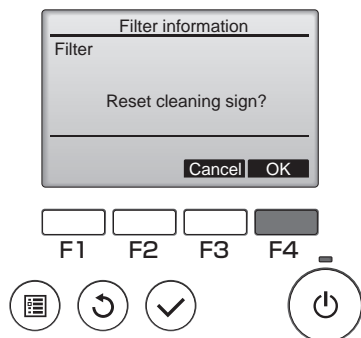 Filter information
Filter
Reset cleaning sign?
Cancel OK
F1 F2 F3 F4